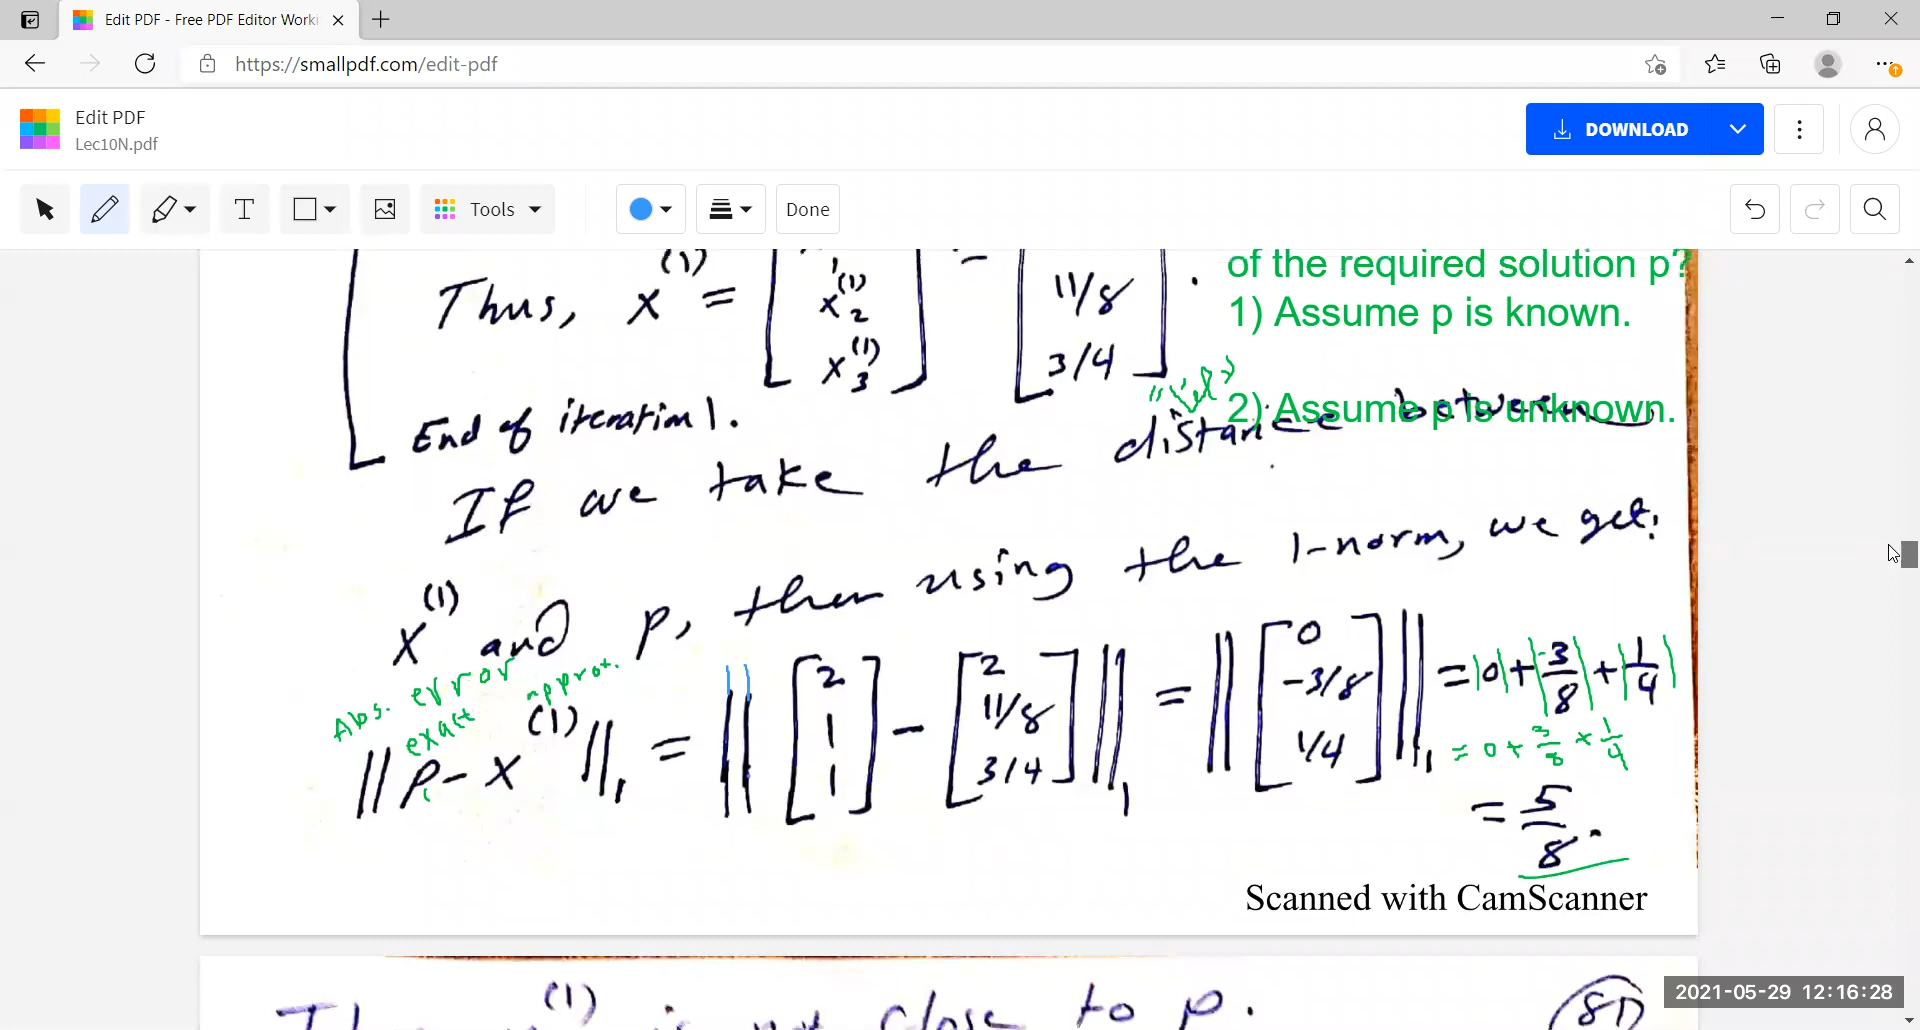 Edit PDF - Free PDF Editor Worki
https://smallpdf.com/edit-pdf
Edit PDF
Lec10N.pdf
DOWNLOAD
T Tools Done
of the required solution p?
1) Assume p is known.
2) Assume p is unknown.
Thus, x^(1) = [ x_2^(1) x_3^(1) ] = [ 11/8 3/4 ] .
End of iteration 1.
If we take the distance between
x^(1) and p, then using the 1-norm, we get:
Abs. error
exact approx.
||p - x^(1)||_1 = || [2 1 1] - [2 11/8 3/4] ||_1 = || [0 -3/8 1/4] ||_1 = |0| + |-3/8| + |1/4|
= 0 + 3/8 + 1/4
= 5/8.
Scanned with CamScanner
(1) is not close to p.
81
2021-05-29 12:16:28